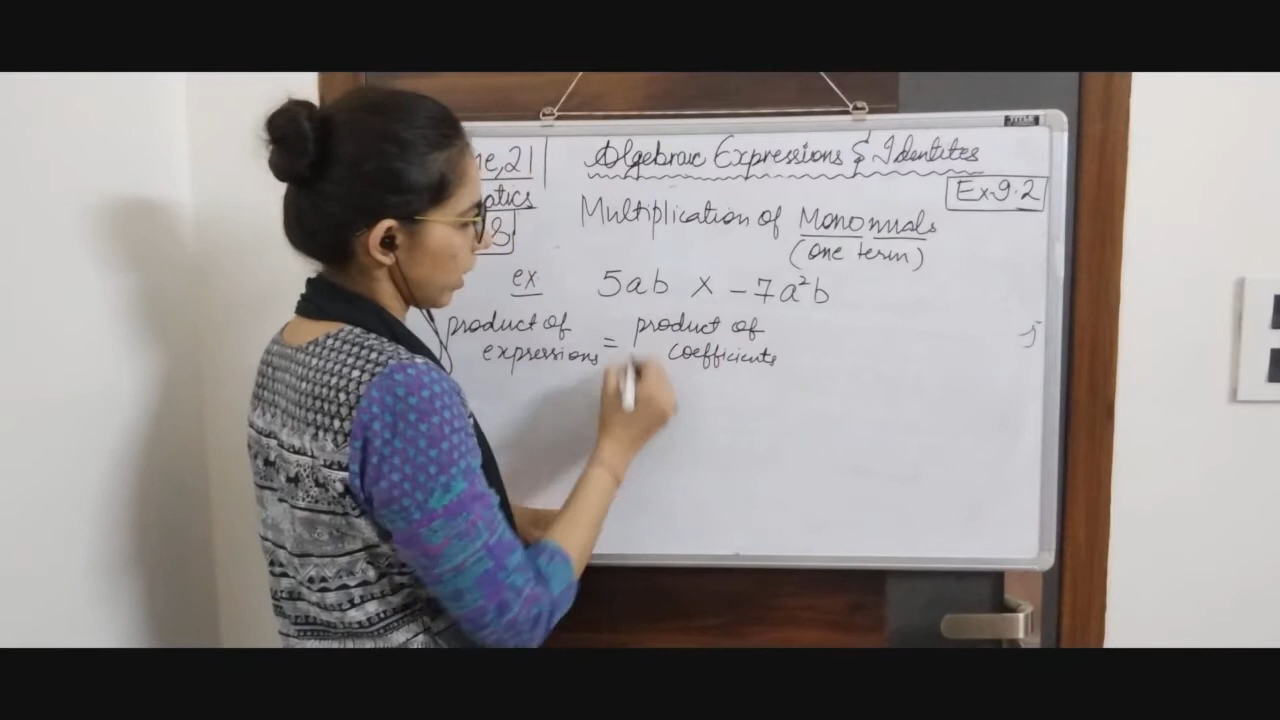 Algebraic Expressions & Identites
Ex-9.2
Multiplication of Monomials
(one term)
ex 5ab × -7a²b
product of expressions = product of coefficients